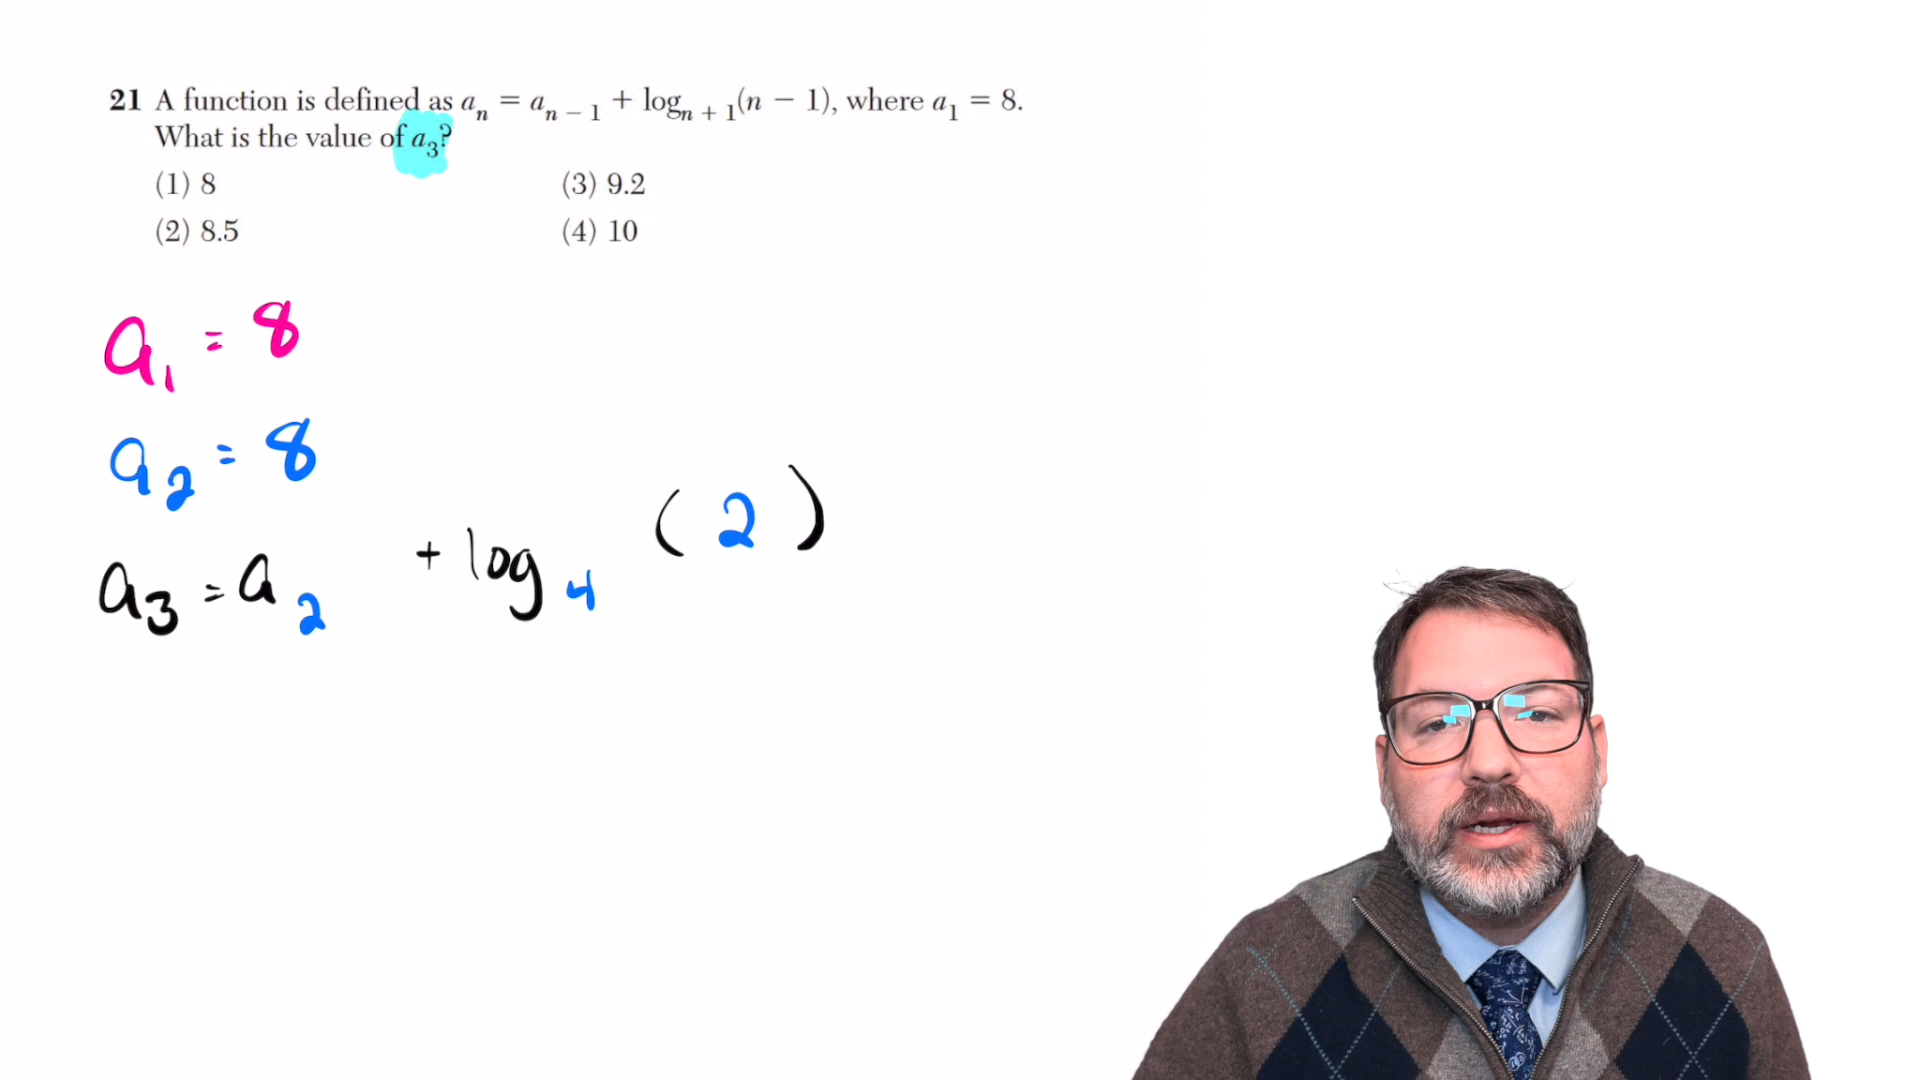 21 A function is defined as aₙ = aₙ₋₁ + logₙ₊₁(n − 1), where a₁ = 8.
What is the value of a₃?
(1) 8 (3) 9.2
(2) 8.5 (4) 10
a₁ = 8
a₂ = 8
a₃ = a₂ + log₄ (2)